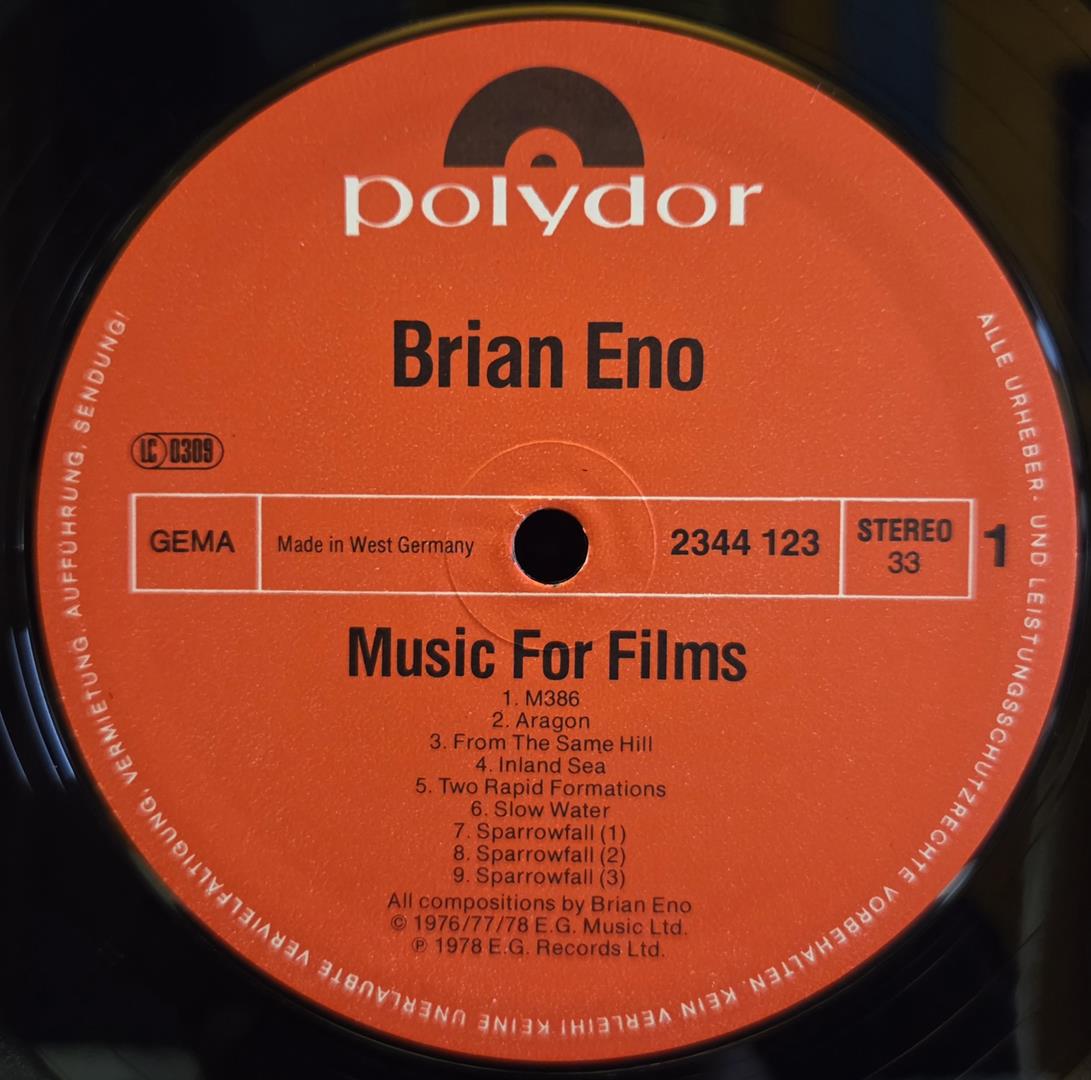 polydor
Brian Eno
LC 0309
GEMA
Made in West Germany
2344 123
STEREO
33
1
Music For Films
1. M386
2. Aragon
3. From The Same Hill
4. Inland Sea
5. Two Rapid Formations
6. Slow Water
7. Sparrowfall (1)
8. Sparrowfall (2)
9. Sparrowfall (3)
All compositions by Brian Eno
© 1976/77/78 E.G. Music Ltd.
℗ 1978 E.G. Records Ltd.
ALLE URHEBER- UND LEISTUNGSSCHUTZRECHTE VORBEHALTEN. KEIN VERLEIH! KEINE UNERLAUBTE VERVIELFÄLTIGUNG, VERMIETUNG, AUFFÜHRUNG, SENDUNG!